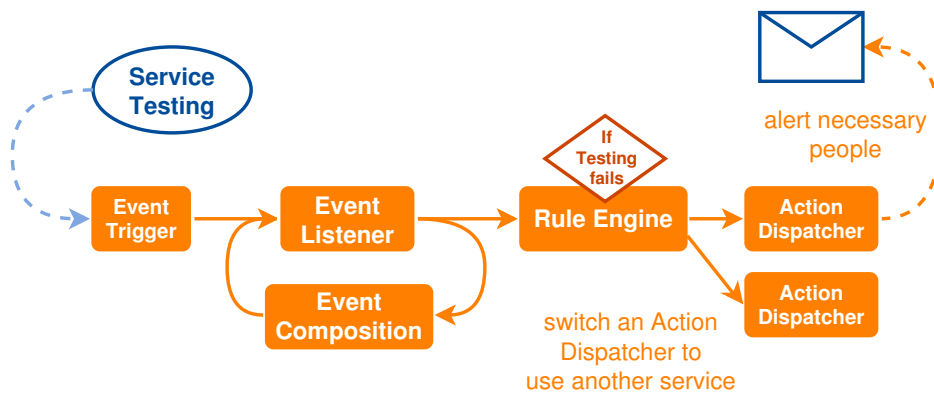 Service
Testing
alert necessary
people
If
Testing
fails
Event
Trigger
Event
Listener
Rule Engine
Action
Dispatcher
Event
Composition
Action
Dispatcher
switch an Action
Dispatcher to
use another service